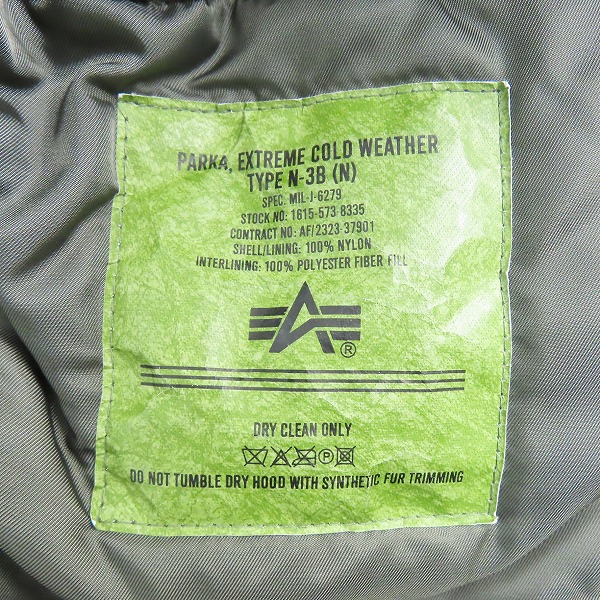 PARKA, EXTREME COLD WEATHER
TYPE N-3B (N)
SPEC. MIL-J-6279
STOCK NO: 1615-573-8335
CONTRACT NO: AF/2323-37901
SHELL/LINING: 100% NYLON
INTERLINING: 100% POLYESTER FIBER FILL
®
DRY CLEAN ONLY
P
DO NOT TUMBLE DRY HOOD WITH SYNTHETIC FUR TRIMMING